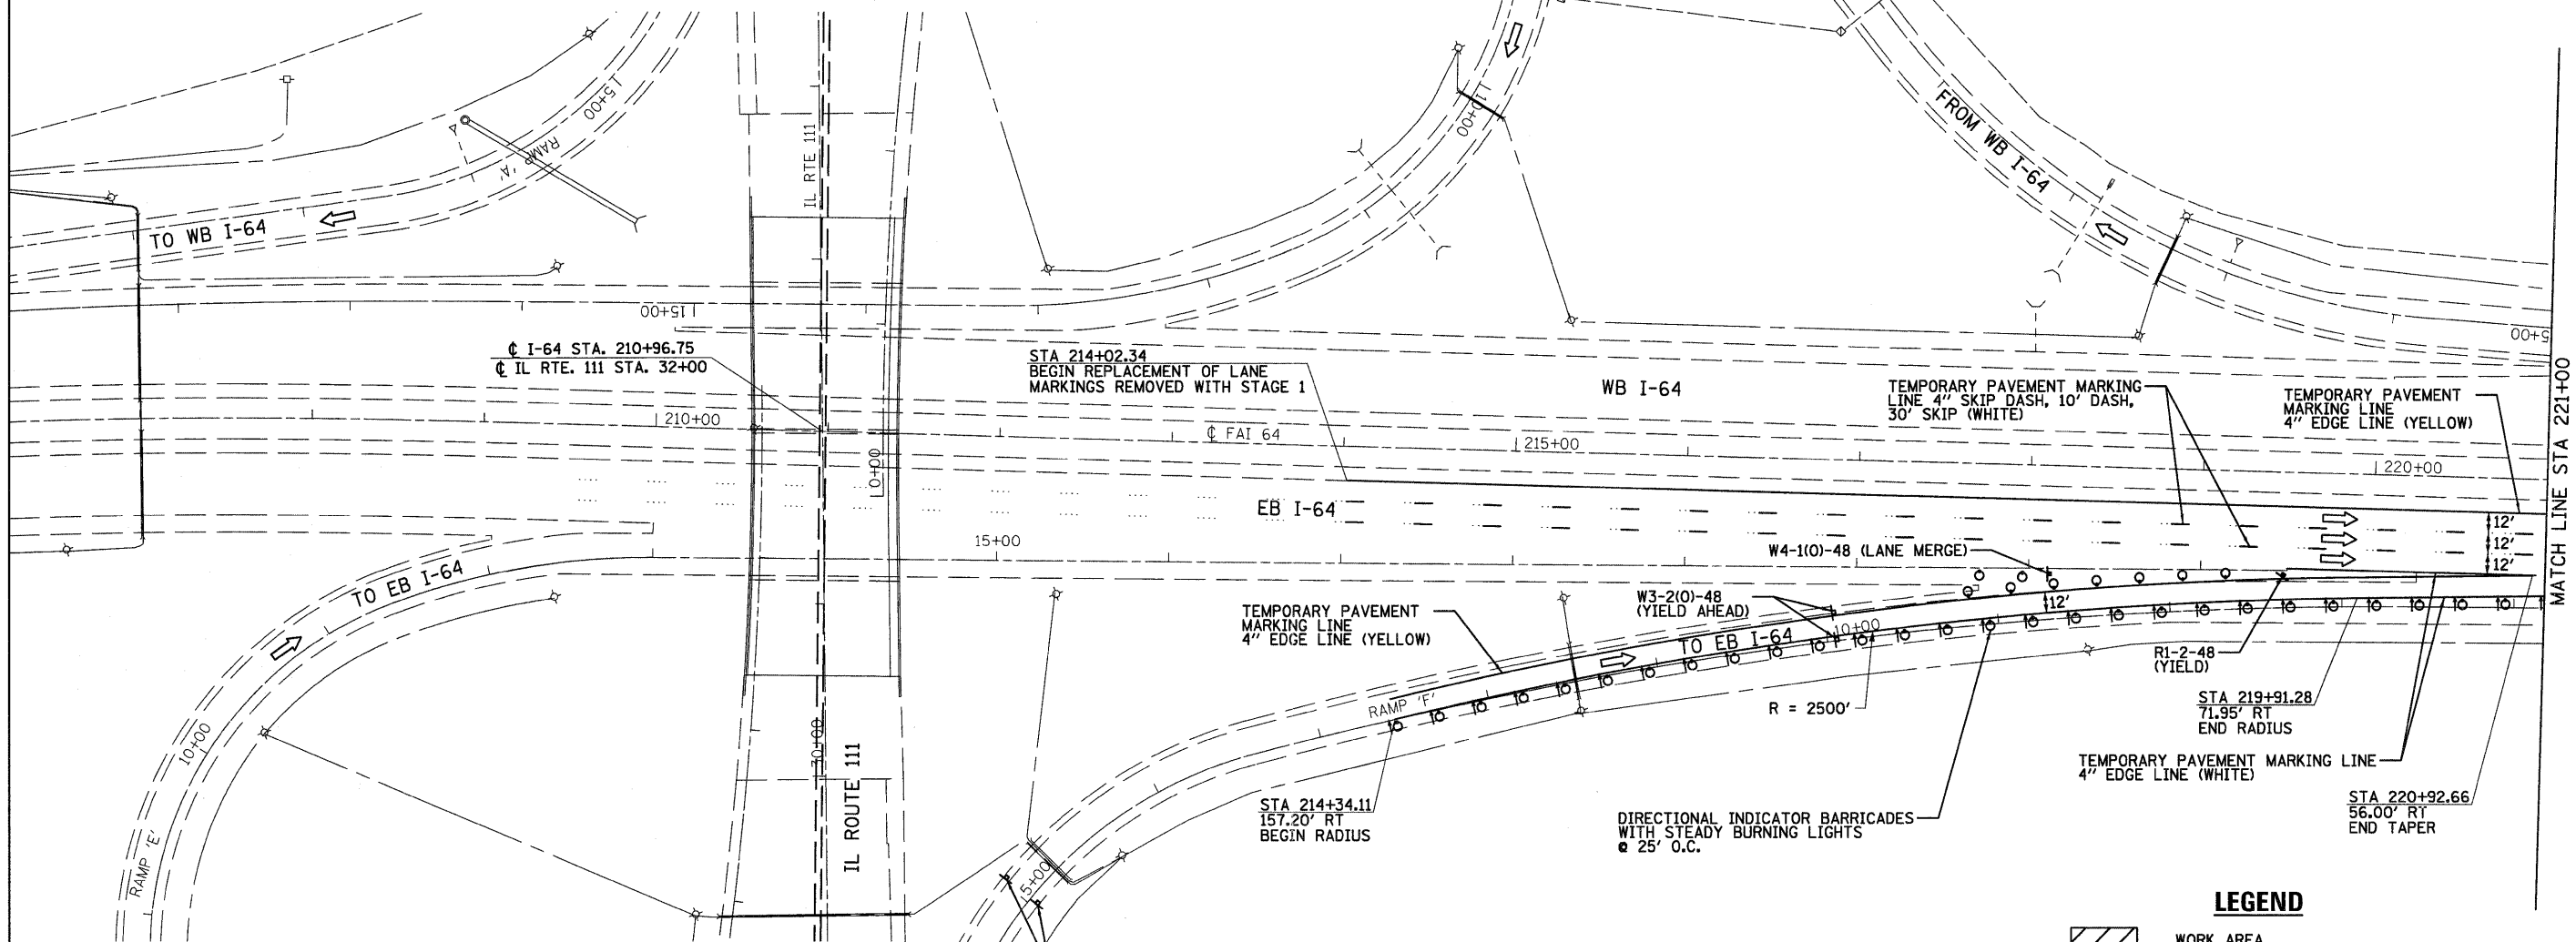 5+00
RAMP 'A'
TO WB I-64
IL RTE 111
10+00
FROM WB I-64
15+00
5+00
℄ I-64 STA. 210+96.75
℄ IL RTE. 111 STA. 32+00
STA 214+02.34
BEGIN REPLACEMENT OF LANE
MARKINGS REMOVED WITH STAGE 1
WB I-64
TEMPORARY PAVEMENT MARKING
LINE 4" SKIP DASH, 10' DASH,
30' SKIP (WHITE)
TEMPORARY PAVEMENT
MARKING LINE
4" EDGE LINE (YELLOW)
MATCH LINE STA 221+00
210+00
℄ FAI 64
215+00
220+00
EB I-64
12'
12'
12'
15+00
W4-1(O)-48 (LANE MERGE)
TO EB I-64
W3-2(O)-48
(YIELD AHEAD)
12'
TEMPORARY PAVEMENT
MARKING LINE
4" EDGE LINE (YELLOW)
10+00
TO EB I-64
R1-2-48
(YIELD)
RAMP 'F'
R = 2500'
STA 219+91.28
71.95' RT
END RADIUS
10+00
IL ROUTE 111
TEMPORARY PAVEMENT MARKING LINE
4" EDGE LINE (WHITE)
STA 214+34.11
157.20' RT
BEGIN RADIUS
DIRECTIONAL INDICATOR BARRICADES
WITH STEADY BURNING LIGHTS
@ 25' O.C.
STA 220+92.66
56.00' RT
END TAPER
RAMP 'E'
5+00
LEGEND
WORK AREA